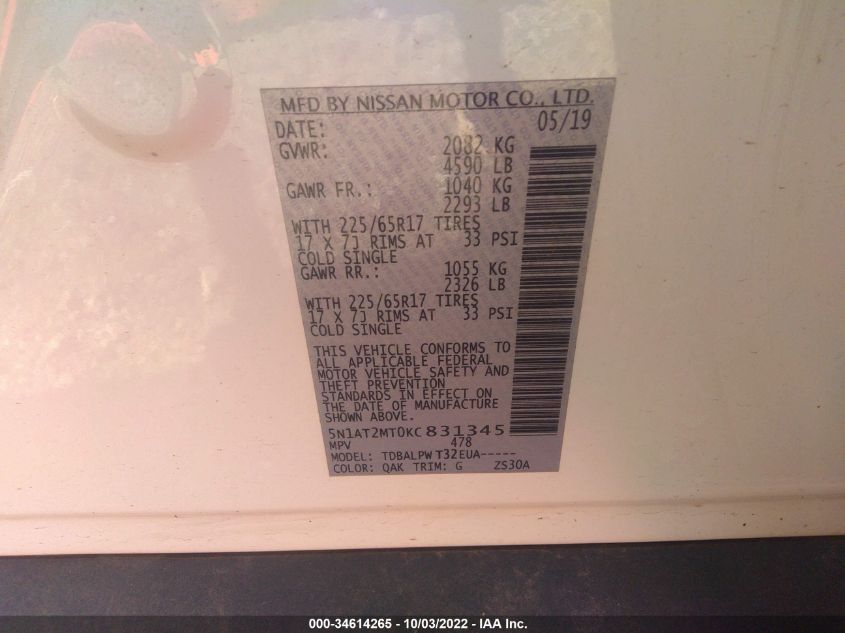 MFD BY NISSAN MOTOR CO., LTD.
DATE: 05/19
GVWR: 2082 KG
4590 LB
GAWR FR.: 1040 KG
2293 LB
WITH 225/65R17 TIRES
17 X 7J RIMS AT 33 PSI
COLD SINGLE
GAWR RR.: 1055 KG
2326 LB
WITH 225/65R17 TIRES
17 X 7J RIMS AT 33 PSI
COLD SINGLE
THIS VEHICLE CONFORMS TO
ALL APPLICABLE FEDERAL
MOTOR VEHICLE SAFETY AND
THEFT PREVENTION
STANDARDS IN EFFECT ON
THE DATE OF MANUFACTURE
SHOWN ABOVE.
5N1AT2MT0KC831345
MPV 478
MODEL: TDBALPW T32EUA-----
COLOR: QAK TRIM: G ZS30A
000-34614265 - 10/03/2022 - IAA Inc.